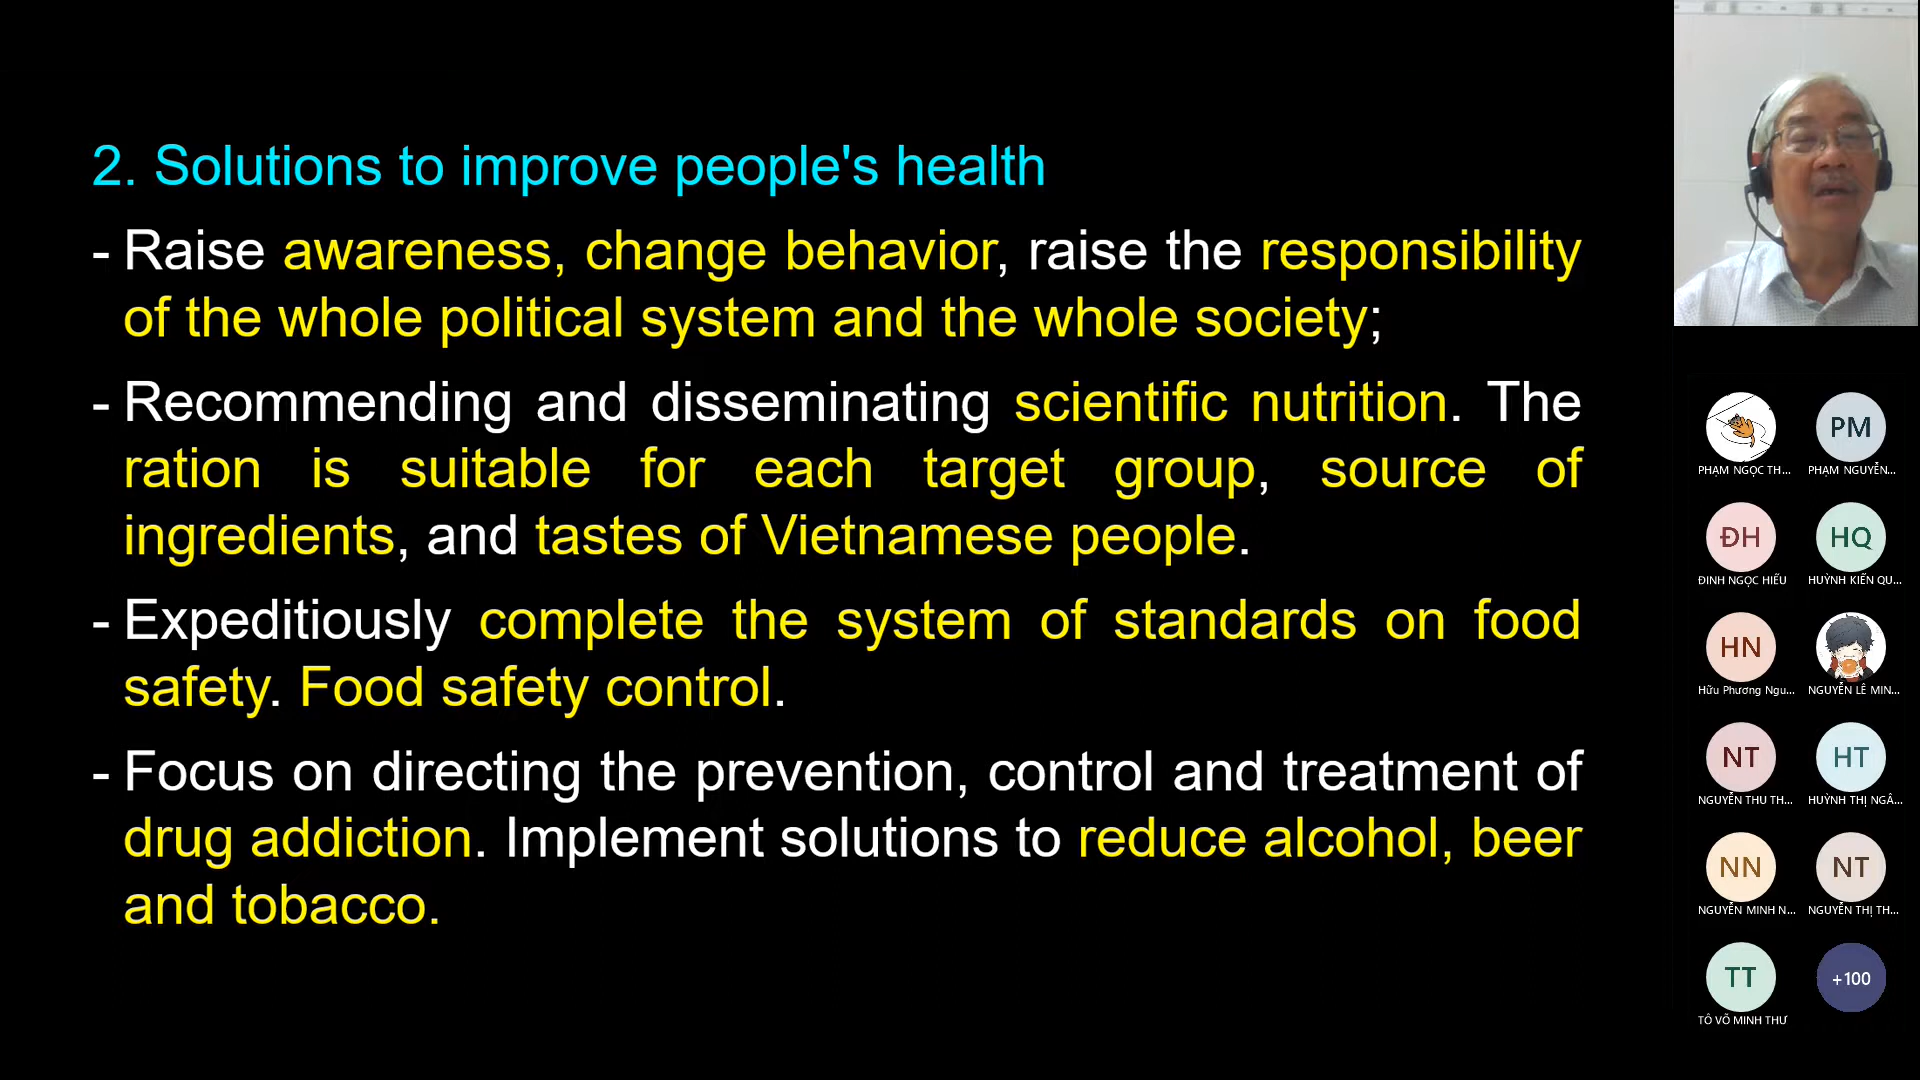 2. Solutions to improve people's health
- Raise awareness, change behavior, raise the responsibility
of the whole political system and the whole society;
- Recommending and disseminating scientific nutrition. The
ration is suitable for each target group, source of
ingredients, and tastes of Vietnamese people.
- Expeditiously complete the system of standards on food
safety. Food safety control.
- Focus on directing the prevention, control and treatment of
drug addiction. Implement solutions to reduce alcohol, beer
and tobacco.
PHẠM NGỌC TH...
PM
PHẠM NGUYỄN...
ĐH
ĐINH NGỌC HIẾU
HQ
HUỲNH KIẾN QU...
HN
Hữu Phương Ngu...
NGUYỄN LÊ MIN...
NT
NGUYỄN THU TH...
HT
HUỲNH THỊ NGÂ...
NN
NGUYỄN MINH N...
NT
NGUYỄN THỊ TH...
TT
TÔ VÕ MINH THƯ
+100